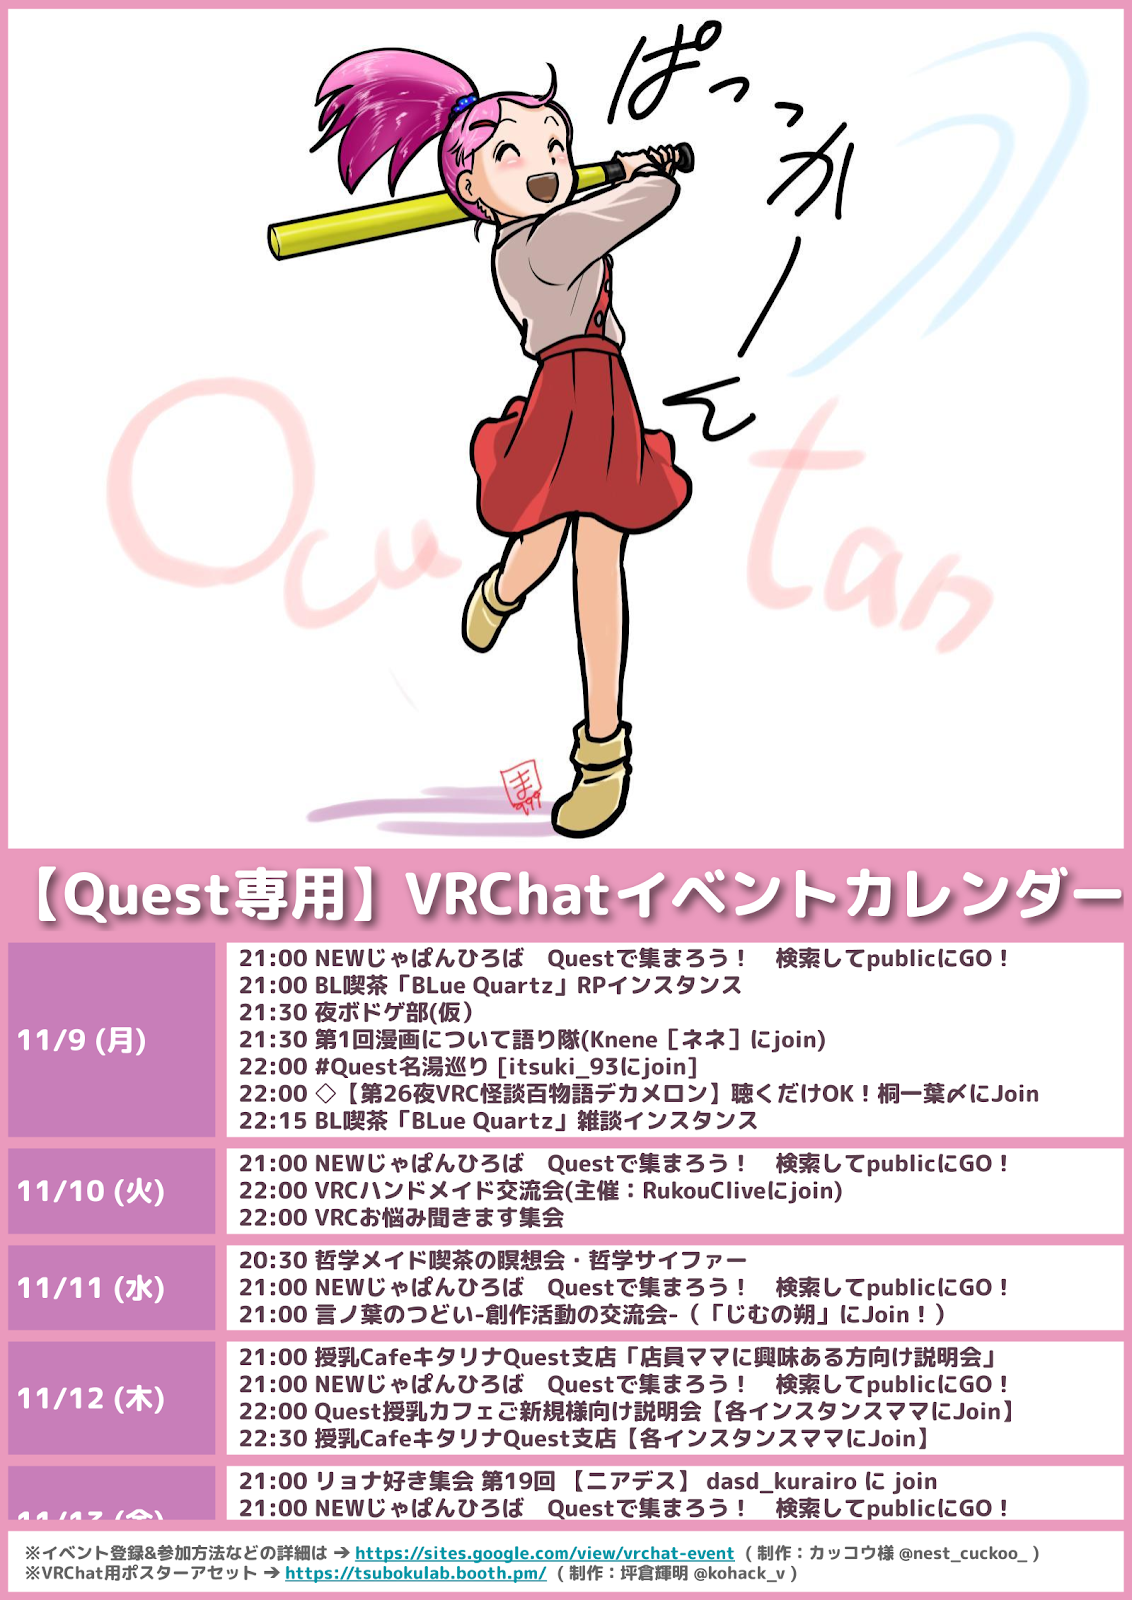 ぱっっかーん
Ocu tan
ま
999
【Quest専用】VRChatイベントカレンダー
11/9 (月)
21:00 NEWじゃぱんひろば　Questで集まろう！　検索してpublicにGO！
21:00 BL喫茶「BLue Quartz」RPインスタンス
21:30 夜ボドゲ部(仮）
21:30 第1回漫画について語り隊(Knene［ネネ］にjoin)
22:00 #Quest名湯巡り [itsuki_93にjoin]
22:00 ◇【第26夜VRC怪談百物語デカメロン】聴くだけOK！桐一葉〆にJoin
22:15 BL喫茶「BLue Quartz」雑談インスタンス
11/10 (火)
21:00 NEWじゃぱんひろば　Questで集まろう！　検索してpublicにGO！
22:00 VRCハンドメイド交流会(主催：RukouCliveにjoin)
22:00 VRCお悩み聞きます集会
11/11 (水)
20:30 哲学メイド喫茶の瞑想会・哲学サイファー
21:00 NEWじゃぱんひろば　Questで集まろう！　検索してpublicにGO！
21:00 言ノ葉のつどい-創作活動の交流会-（「じむの朔」にJoin！）
11/12 (木)
21:00 授乳CafeキタリナQuest支店「店員ママに興味ある方向け説明会」
21:00 NEWじゃぱんひろば　Questで集まろう！　検索してpublicにGO！
22:00 Quest授乳カフェご新規様向け説明会【各インスタンスママにJoin】
22:30 授乳CafeキタリナQuest支店【各インスタンスママにJoin】
11/13 (金)
21:00 リョナ好き集会 第19回 【ニアデス】 dasd_kurairo に join
21:00 NEWじゃぱんひろば　Questで集まろう！　検索してpublicにGO！
※イベント登録&参加方法などの詳細は ➔ https://sites.google.com/view/vrchat-event ( 制作：カッコウ様 @nest_cuckoo_ )
※VRChat用ポスターアセット ➔ https://tsubokulab.booth.pm/ ( 制作：坪倉輝明 @kohack_v )